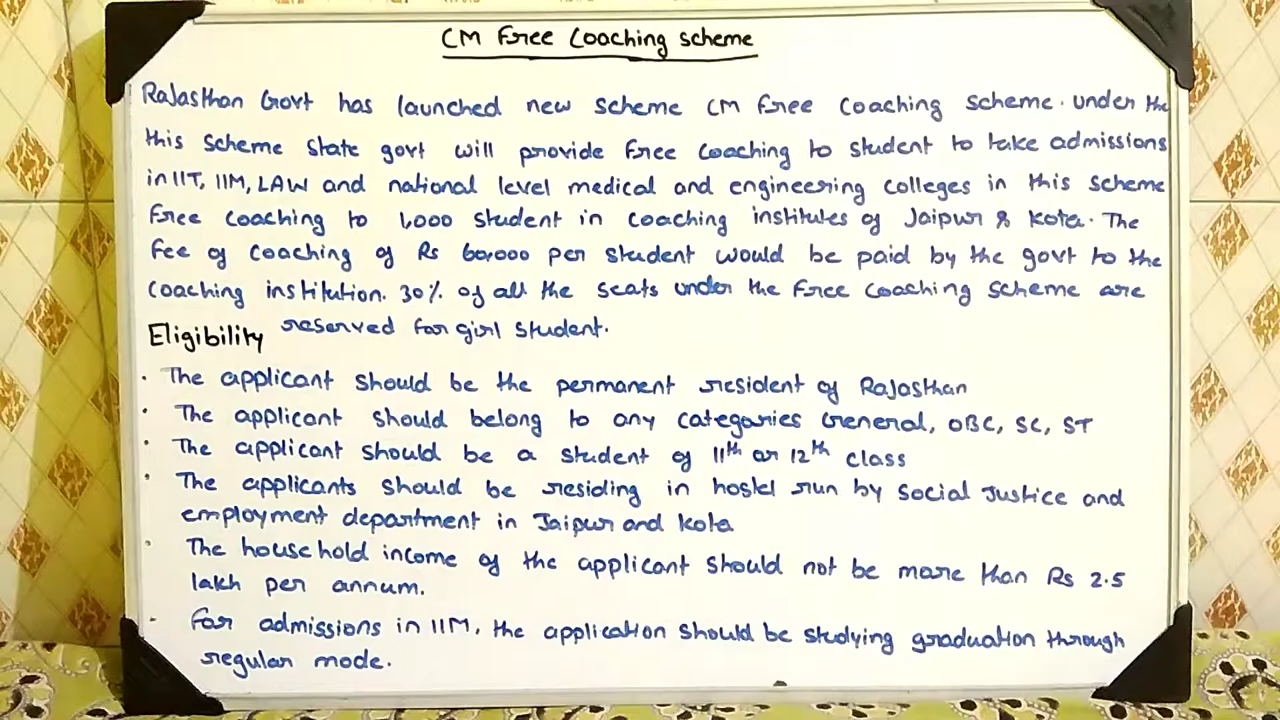 CM Free Coaching Scheme
Rajasthan Govt has launched new scheme CM Free Coaching Scheme. under the
this scheme state govt will provide free coaching to student to take admissions
in IIT, IIM, LAW and national level medical and engineering colleges in this scheme
free coaching to 1,000 student in coaching institutes of Jaipur & Kota. The
fee of coaching of Rs 60,000 per student would be paid by the govt to the
coaching institution. 30% of all the seats under the free coaching scheme are
reserved for girl student.
Eligibility
· The applicant should be the permanent resident of Rajasthan
· The applicant should belong to any categories General, OBC, SC, ST
· The applicant should be a student of 11th or 12th class
· The applicants should be residing in hostel run by social Justice and
employment department in Jaipur and Kota
· The household income of the applicant should not be more than Rs 2.5
lakh per annum.
· For admissions in IIM, the application should be studying graduation through
regular mode.